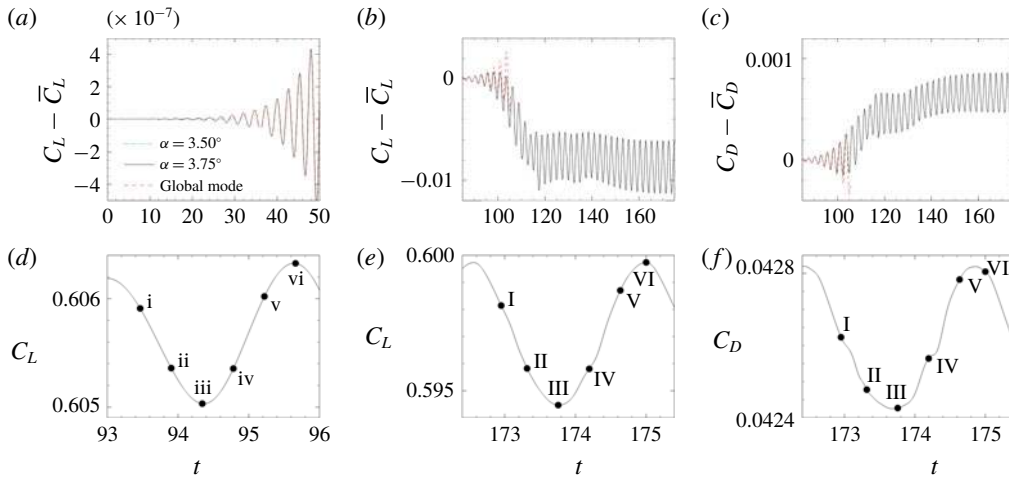 (a) (× 10⁻⁷) (b) (c)
4
2
0
−2
−4
C_L − C̅_L
α = 3.50°
α = 3.75°
Global mode
0 10 20 30 40 50
0
−0.01
C_L − C̅_L
100 120 140 160
0.001
0
C_D − C̅_D
100 120 140 160
(d) (e) (f)
0.606
0.605
C_L
i
ii
iii
iv
v
vi
93 94 95 96
t
0.600
0.595
C_L
I
II
III
IV
V
VI
173 174 175
t
0.0428
0.0424
C_D
I
II
III
IV
V
VI
173 174 175
t